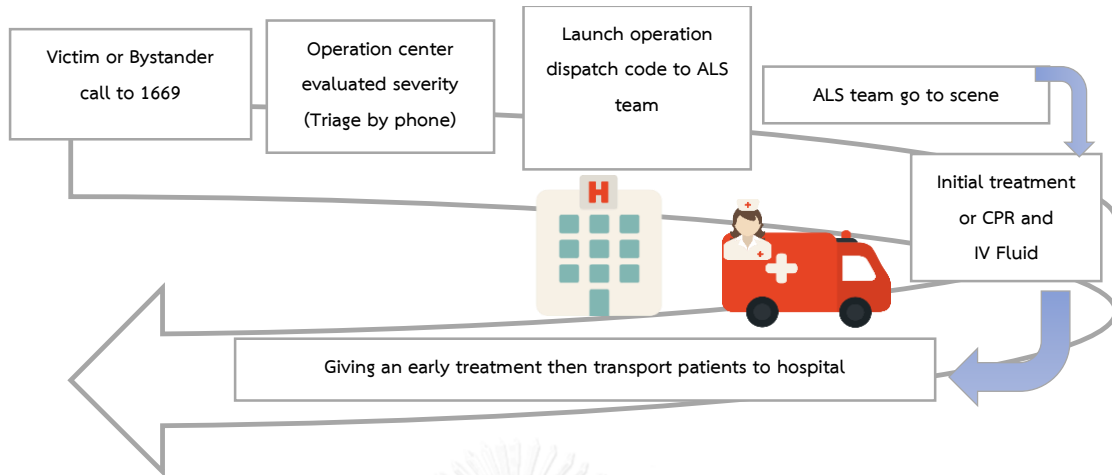 Victim or Bystander
call to 1669
Operation center
evaluated severity
(Triage by phone)
Launch operation
dispatch code to ALS
team
ALS team go to scene
Initial treatment
or CPR and
IV Fluid
H
Giving an early treatment then transport patients to hospital